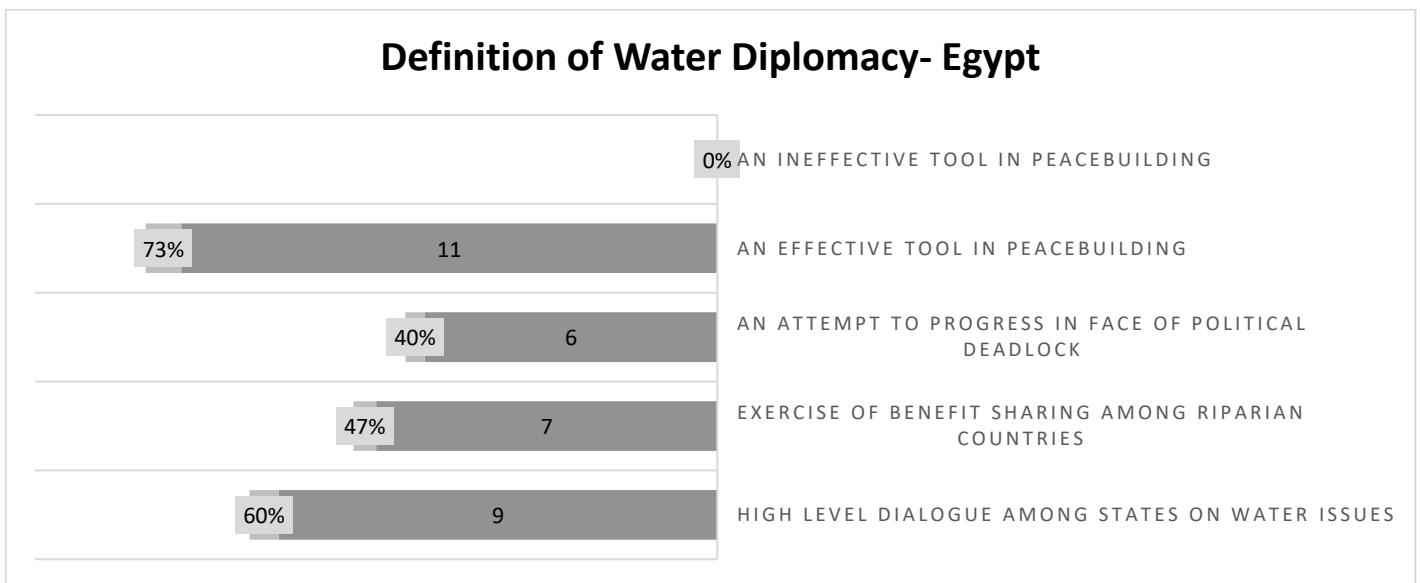 Definition of Water Diplomacy- Egypt
0% AN INEFFECTIVE TOOL IN PEACEBUILDING
73% 11 AN EFFECTIVE TOOL IN PEACEBUILDING
40% 6 AN ATTEMPT TO PROGRESS IN FACE OF POLITICAL
DEADLOCK
47% 7 EXERCISE OF BENEFIT SHARING AMONG RIPARIAN
COUNTRIES
60% 9 HIGH LEVEL DIALOGUE AMONG STATES ON WATER ISSUES